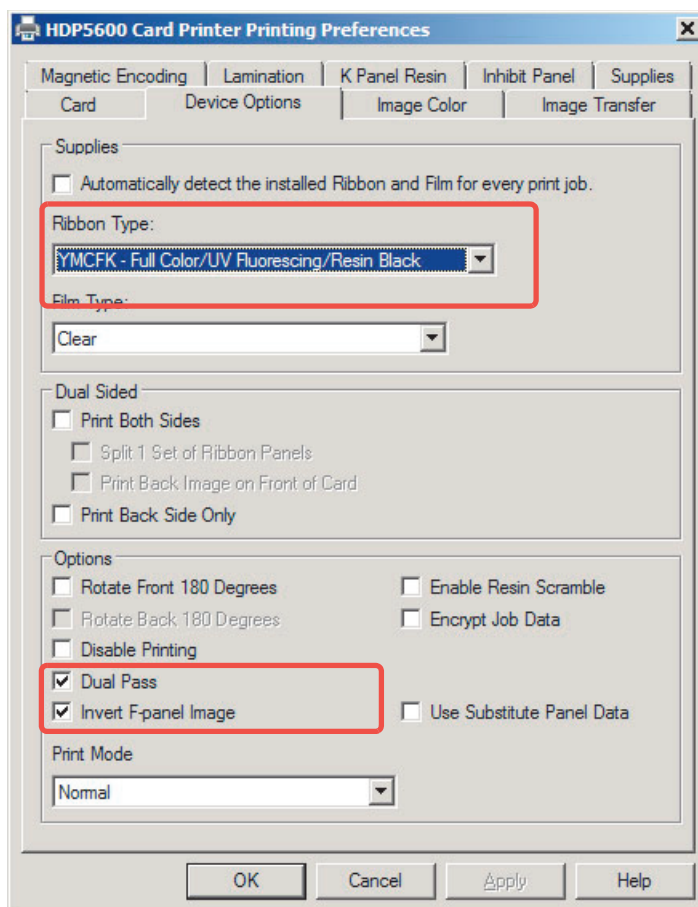 HDP5600 Card Printer Printing Preferences
Magnetic Encoding Lamination K Panel Resin Inhibit Panel Supplies
Card Device Options Image Color Image Transfer
Supplies
Automatically detect the installed Ribbon and Film for every print job.
Ribbon Type:
YMCFK - Full Color/UV Fluorescing/Resin Black
Film Type:
Clear
Dual Sided
Print Both Sides
Split 1 Set of Ribbon Panels
Print Back Image on Front of Card
Print Back Side Only
Options
Rotate Front 180 Degrees Enable Resin Scramble
Rotate Back 180 Degrees Encrypt Job Data
Disable Printing
Dual Pass
Invert F-panel Image Use Substitute Panel Data
Print Mode
Normal
OK Cancel Apply Help